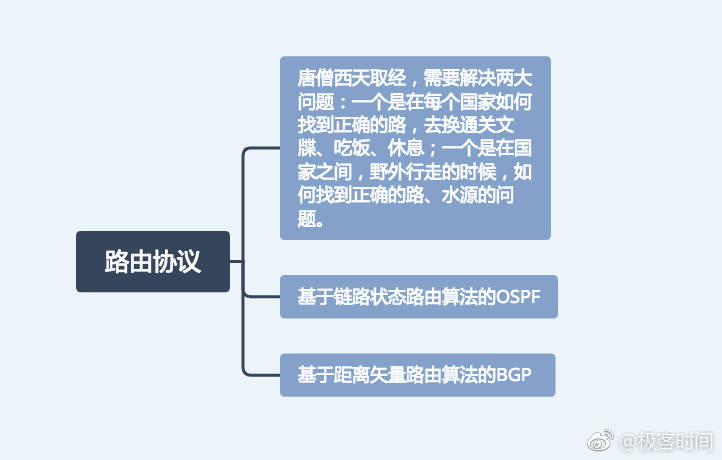 唐僧西天取经，需要解决两大
问题：一个是在每个国家如何
找到正确的路，去换通关文
牒、吃饭、休息；一个是在国
家之间，野外行走的时候，如
何找到正确的路、水源的问
题。
路由协议
基于链路状态路由算法的OSPF
基于距离矢量路由算法的BGP
@极客时间